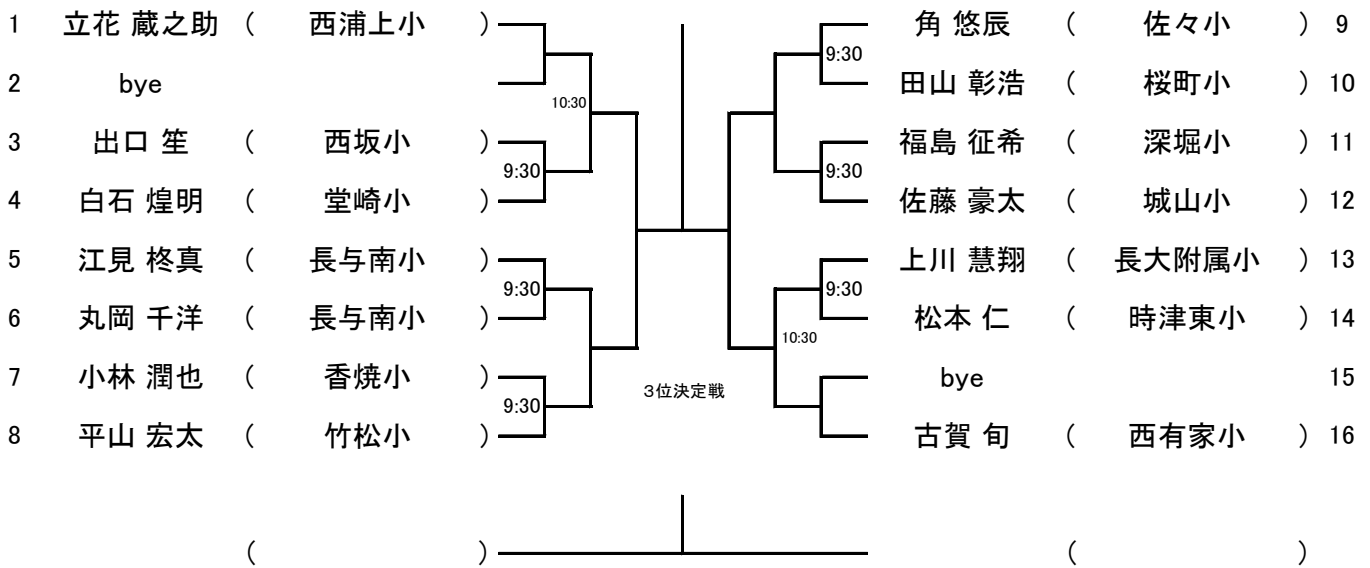 1 立花 蔵之助 ( 西浦上小 ) 角 悠辰 ( 佐々小 ) 9
9:30
2 bye 田山 彰浩 ( 桜町小 ) 10
10:30
3 出口 笙 ( 西坂小 ) 福島 征希 ( 深堀小 ) 11
9:30 9:30
4 白石 煌明 ( 堂崎小 ) 佐藤 豪太 ( 城山小 ) 12
5 江見 柊真 ( 長与南小 ) 上川 慧翔 ( 長大附属小 ) 13
9:30 9:30
6 丸岡 千洋 ( 長与南小 ) 松本 仁 ( 時津東小 ) 14
10:30
7 小林 潤也 ( 香焼小 ) bye 15
3位決定戦
9:30
8 平山 宏太 ( 竹松小 ) 古賀 旬 ( 西有家小 ) 16
( ) ( )